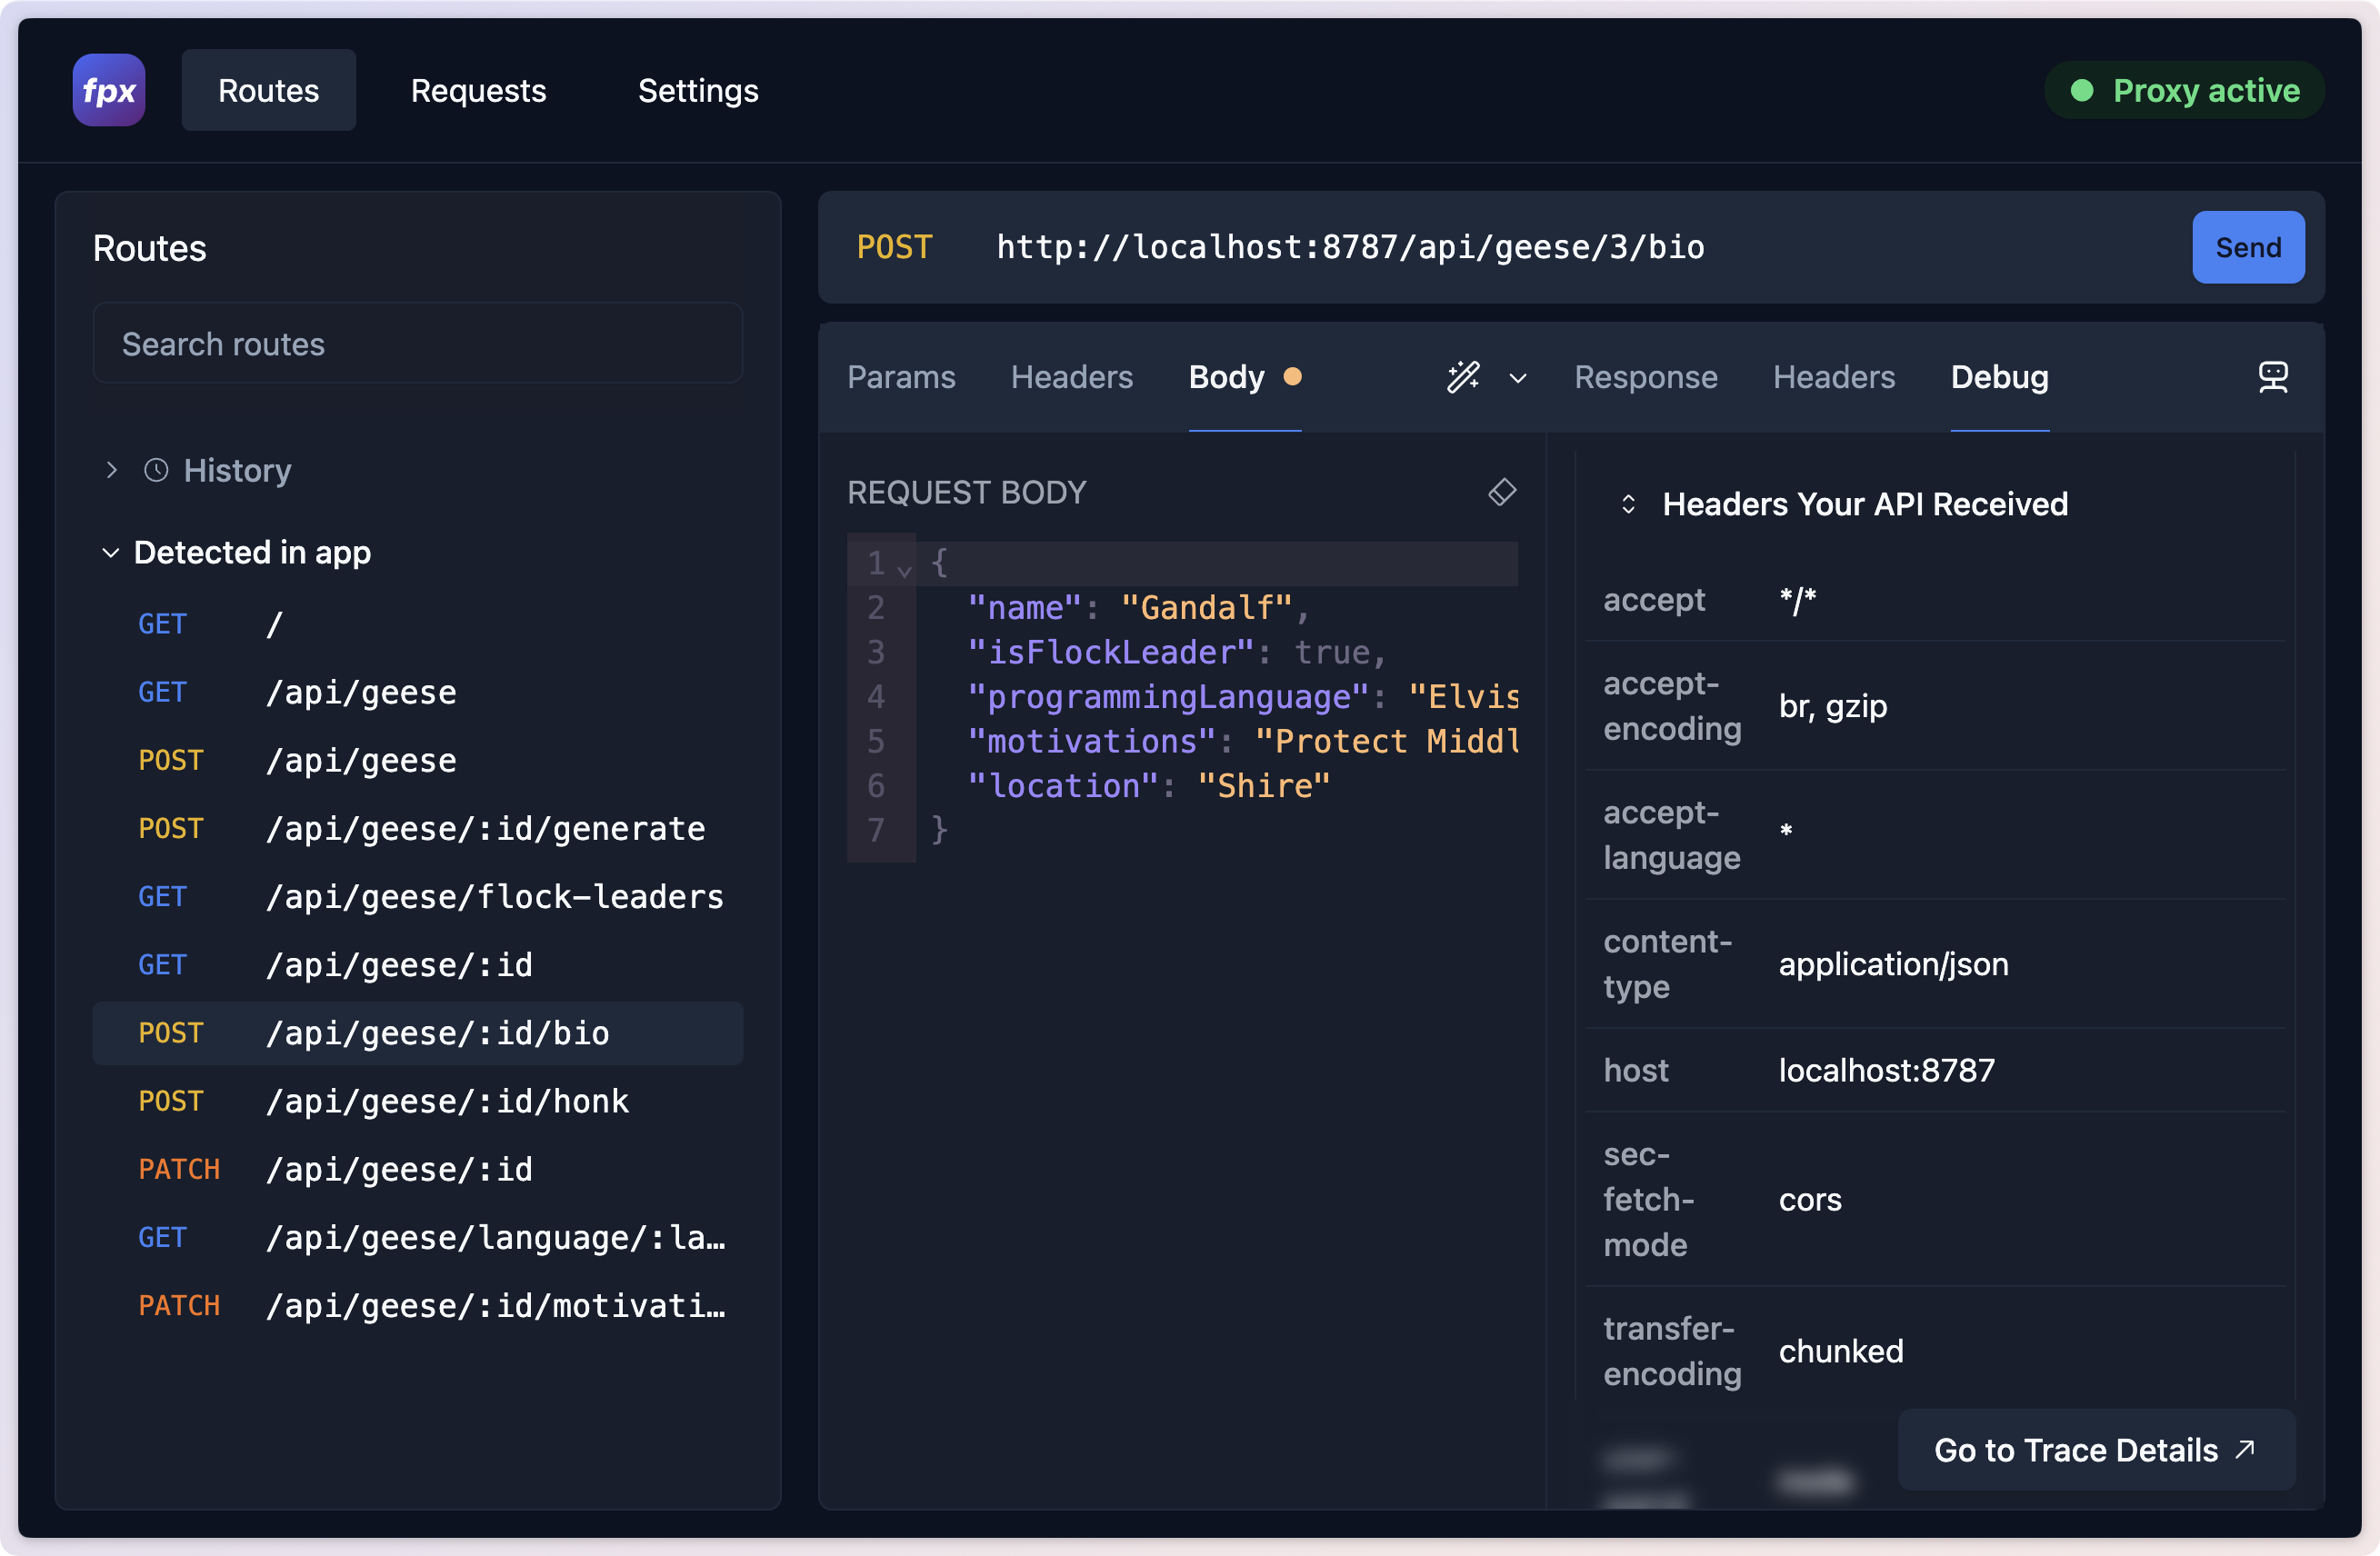 fpx Routes Requests Settings Proxy active
Routes
Search routes
History
Detected in app
GET /
GET /api/geese
POST /api/geese
POST /api/geese/:id/generate
GET /api/geese/flock-leaders
GET /api/geese/:id
POST /api/geese/:id/bio
POST /api/geese/:id/honk
PATCH /api/geese/:id
GET /api/geese/language/:la…
PATCH /api/geese/:id/motivati…
POST http://localhost:8787/api/geese/3/bio Send
Params Headers Body
REQUEST BODY
1 {
2 "name": "Gandalf",
3 "isFlockLeader": true,
4 "programmingLanguage": "Elvis
5 "motivations": "Protect Middl
6 "location": "Shire"
7 }
Response Headers Debug
Headers Your API Received
accept */*
accept-
encoding br, gzip
accept-
language *
content-
type application/json
host localhost:8787
sec-
fetch-
mode cors
transfer-
encoding chunked
Go to Trace Details